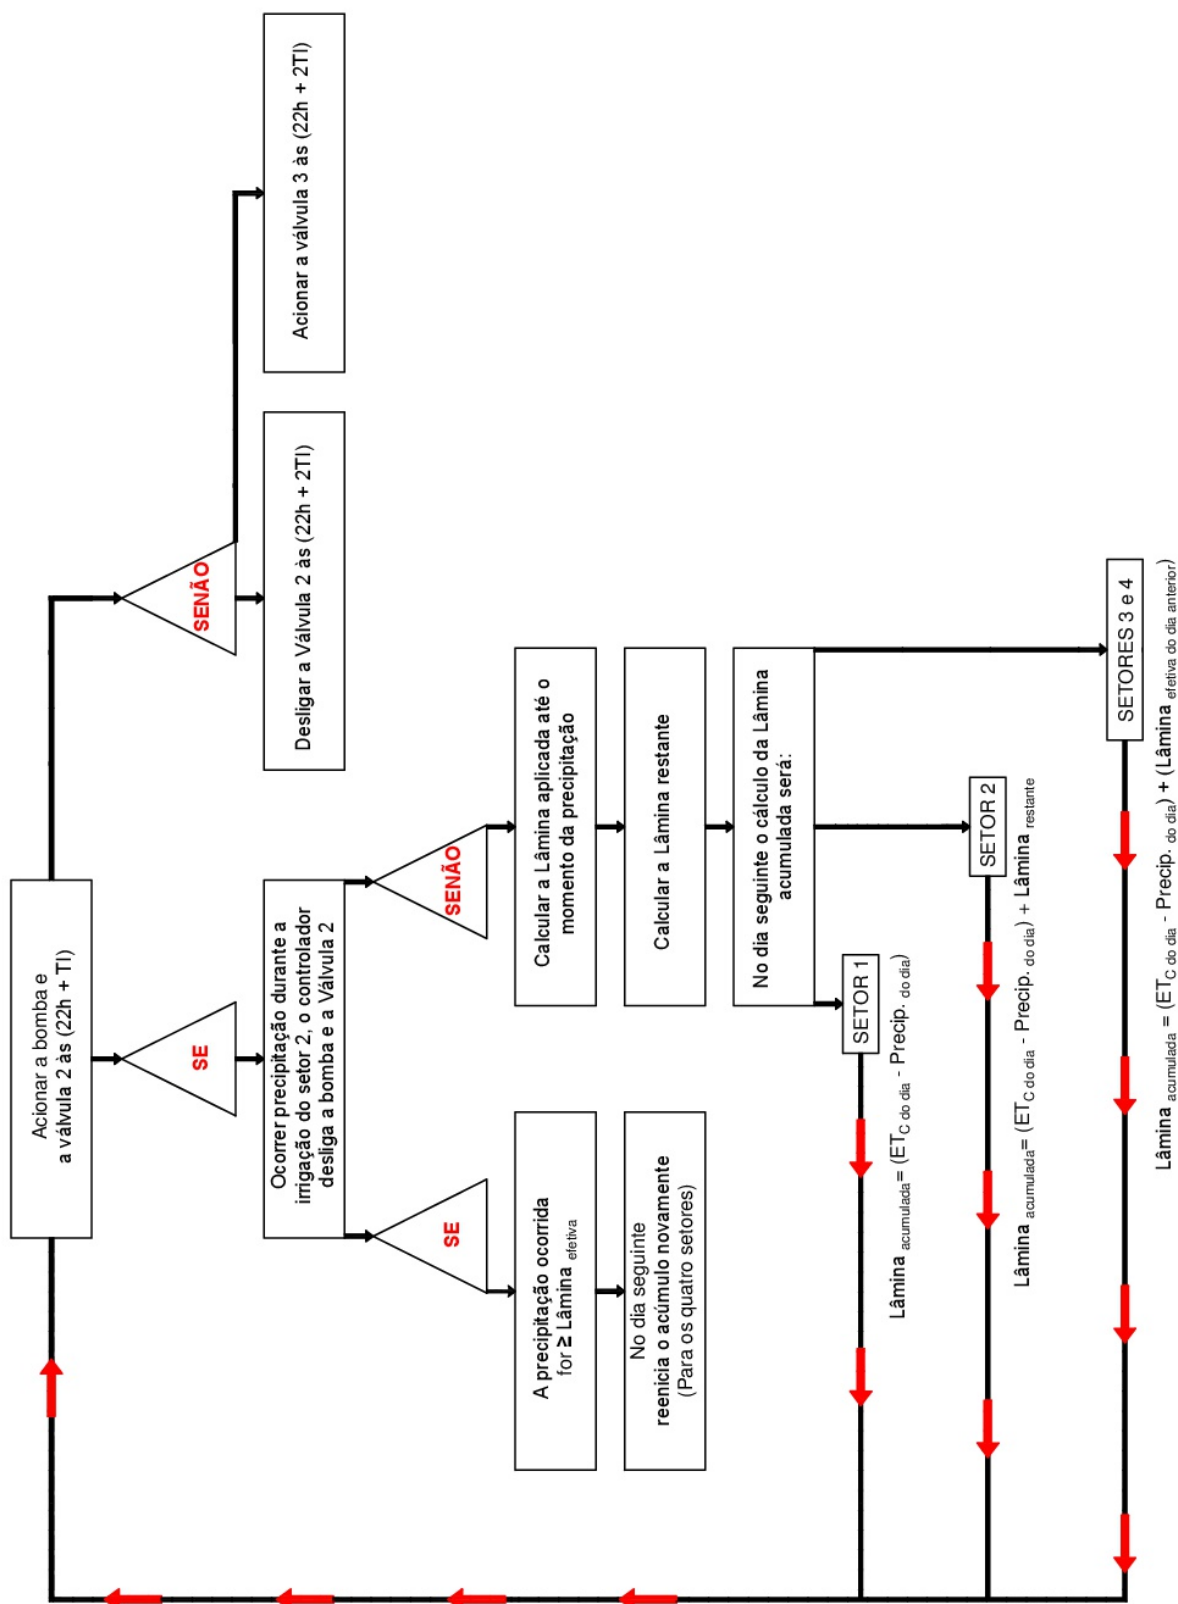 Acionar a bomba e
a válvula 2 às (22h + TI)
SE
SENÃO
Ocorrer precipitação durante a
irrigação do setor 2, o controlador
desliga a bomba e a Válvula 2
Desligar a Válvula 2 às (22h + 2TI)
Acionar a válvula 3 às (22h + 2TI)
SE
SENÃO
A precipitação ocorrida
for ≥ Lâmina efetiva
No dia seguinte
reenicia o acúmulo novamente
(Para os quatro setores)
Calcular a Lâmina aplicada até o
momento da precipitação
Calcular a Lâmina restante
No dia seguinte o cálculo da Lâmina
acumulada será:
SETOR 1
Lâmina acumulada= (ETC do dia - Precip. do dia)
SETOR 2
Lâmina acumulada= (ETC do dia - Precip. do dia) + Lâmina restante
SETORES 3 e 4
Lâmina acumulada = (ETC do dia - Precip. do dia) + (Lâmina efetiva do dia anterior)